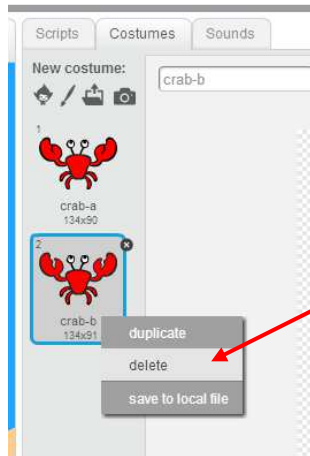 Scripts Costumes Sounds
New costume:
crab-b
1
crab-a
134x90
2
crab-b
134x91
duplicate
delete
save to local file